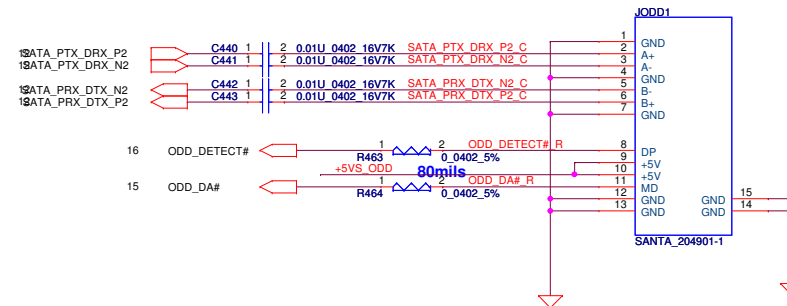 JODD1
1 GND
SATA_PTX_DRX_P2 C440 1 2 0.01U_0402_16V7K SATA_PTX_DRX_P2_C 2 A+
SATA_PTX_DRX_N2 C441 1 2 0.01U_0402_16V7K SATA_PTX_DRX_N2_C 3 A-
4 GND
SATA_PRX_DTX_N2 C442 1 2 0.01U_0402_16V7K SATA_PRX_DTX_N2_C 5 B-
SATA_PRX_DTX_P2 C443 1 2 0.01U_0402_16V7K SATA_PRX_DTX_P2_C 6 B+
7 GND
16 ODD_DETECT# 1 2 ODD_DETECT#_R 8 DP
R463 0_0402_5% 9 +5V
+5VS_ODD 80mils 10 +5V
15 ODD_DA# 1 2 ODD_DA#_R 11 MD
R464 0_0402_5% 12 GND GND 15
13 GND GND 14
SANTA_204901-1